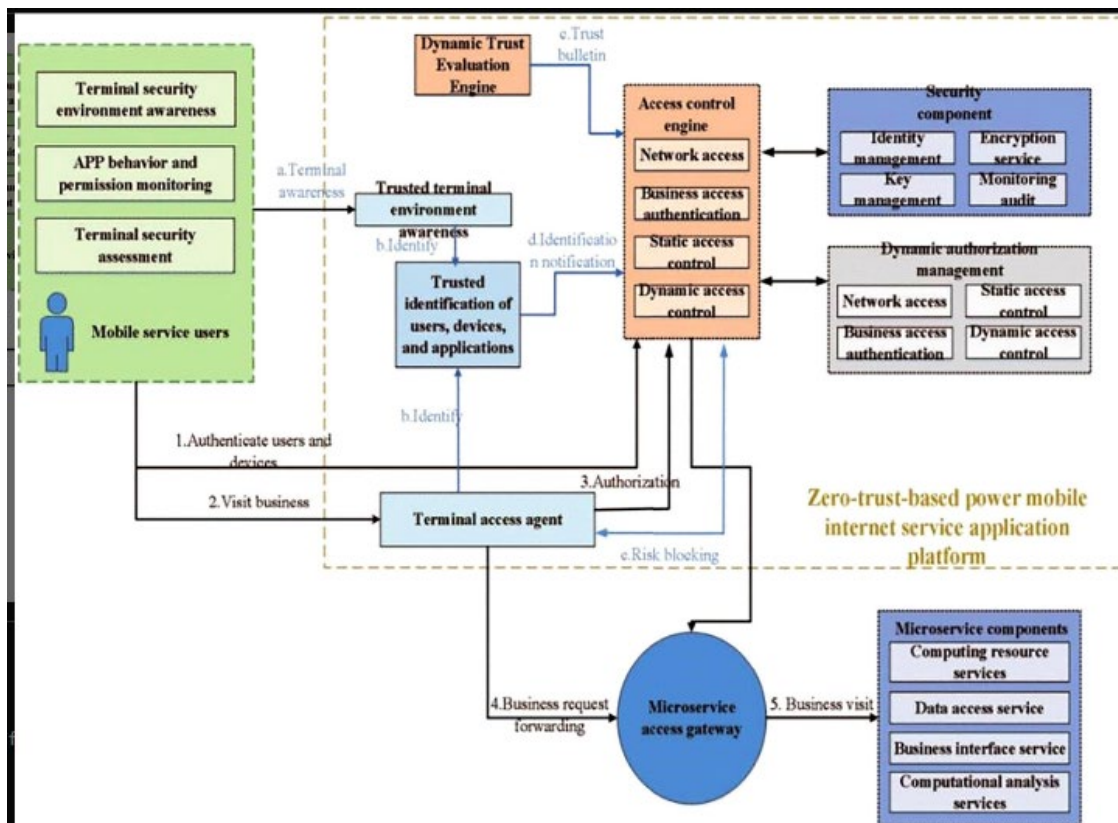 Terminal security
environment awareness
APP behavior and
permission monitoring
Terminal security
assessment
Mobile service users
a.Terminal
awareness
Dynamic Trust
Evaluation
Engine
c.Trust
bulletin
Trusted terminal
environment
awareness
b.Identify
Trusted
identification of
users, devices,
and applications
d.Identificatio
n notification
b.Identify
Access control
engine
Network access
Business access
authentication
Static access
control
Dynamic access
control
Security
component
Identity
management
Encryption
service
Key
management
Monitoring
audit
Dynamic authorization
management
Network access
Static access
control
Business access
authentication
Dynamic access
control
1.Authenticate users and
devices
2.Visit business
3.Authorization
Terminal access agent
e.Risk blocking
Zero-trust-based power mobile
internet service application
platform
4.Business request
forwarding
Microservice
access gateway
5. Business visit
Microservice components
Computing resource
services
Data access service
Business interface service
Computational analysis
services